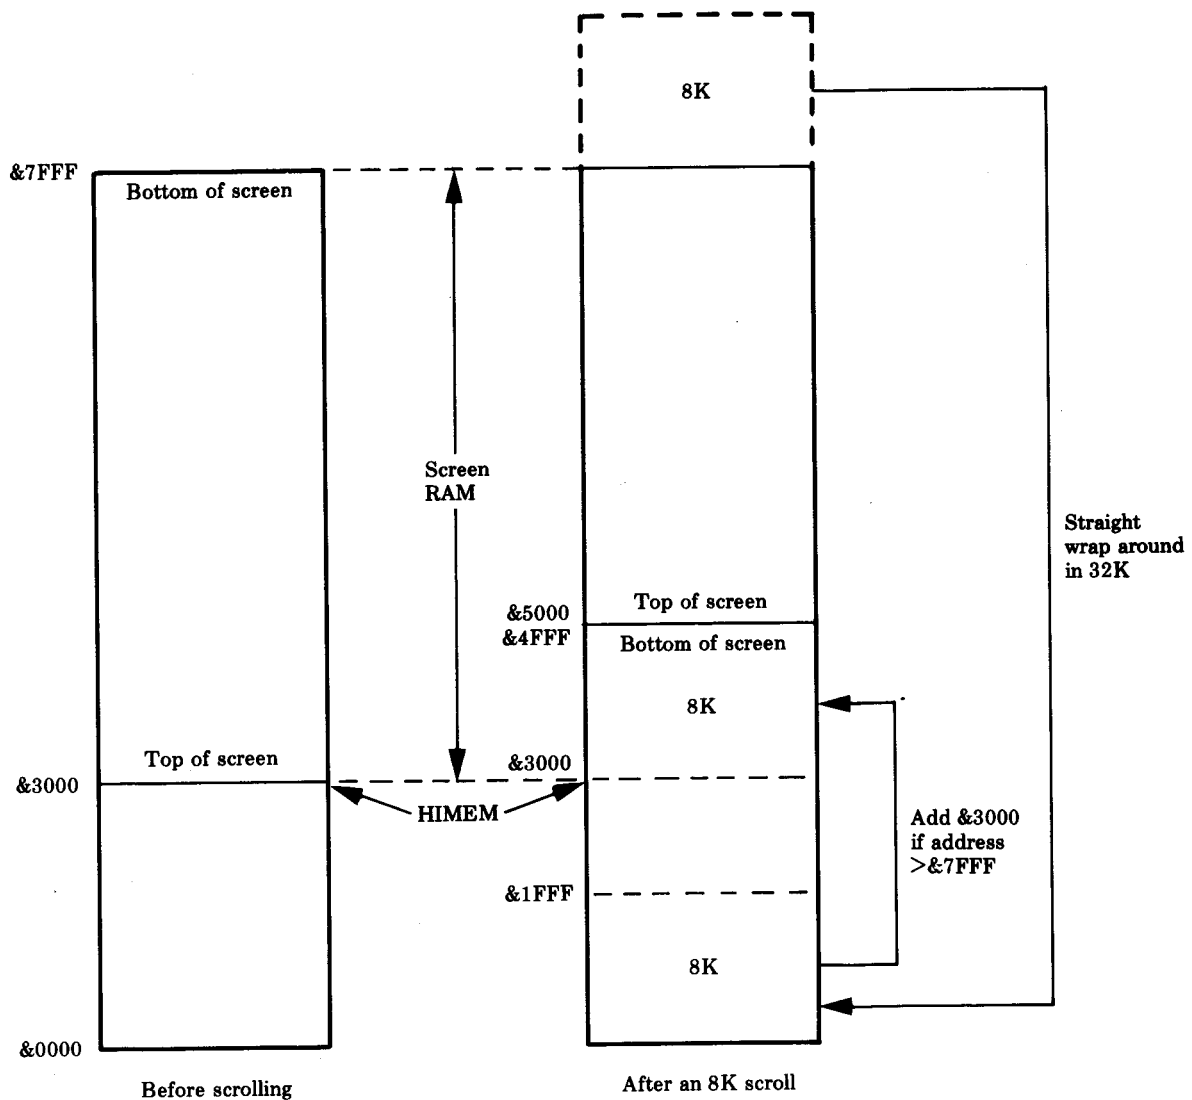 8K
&7FFF
Bottom of screen
Screen
RAM
Straight
wrap around
in 32K
&5000
Top of screen
&4FFF
Bottom of screen
8K
Top of screen
&3000
&3000
HIMEM
Add &3000
if address
>&7FFF
&1FFF
8K
&0000
Before scrolling
After an 8K scroll